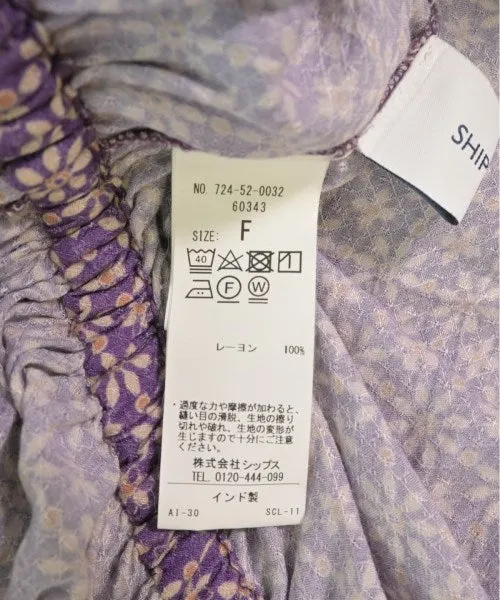 SHIP
NO. 724-52-0032
60343
SIZE: F
40
F W
レーヨン 100%
・過度な力や摩擦が加わると、
縫い目の滑脱、生地の擦り
切れや破れ、生地の変形が
生じますので十分にご注意
ください。
株式会社シップス
TEL. 0120-444-099
インド製
AI-30 SCL-11